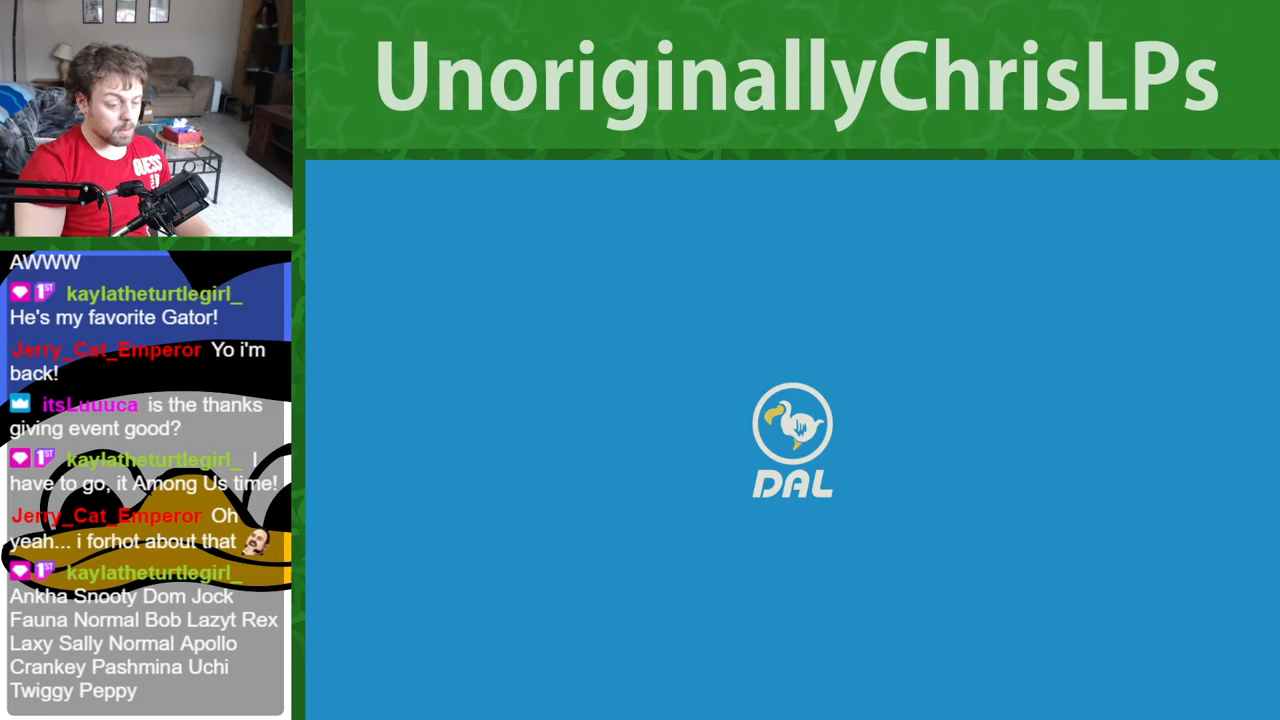 UnoriginallyChrisLPs
GUESS
AWWW
kaylatheturtlegirl_
He's my favorite Gator!
Jerry_Cat_Emperor Yo i'm
back!
itsLuuuca is the thanks
giving event good?
kaylatheturtlegirl_ I
have to go, it Among Us time!
Jerry_Cat_Emperor Oh
yeah... i forhot about that
kaylatheturtlegirl_
Ankha Snooty Dom Jock
Fauna Normal Bob Lazyt Rex
Laxy Sally Normal Apollo
Crankey Pashmina Uchi
Twiggy Peppy
DAL